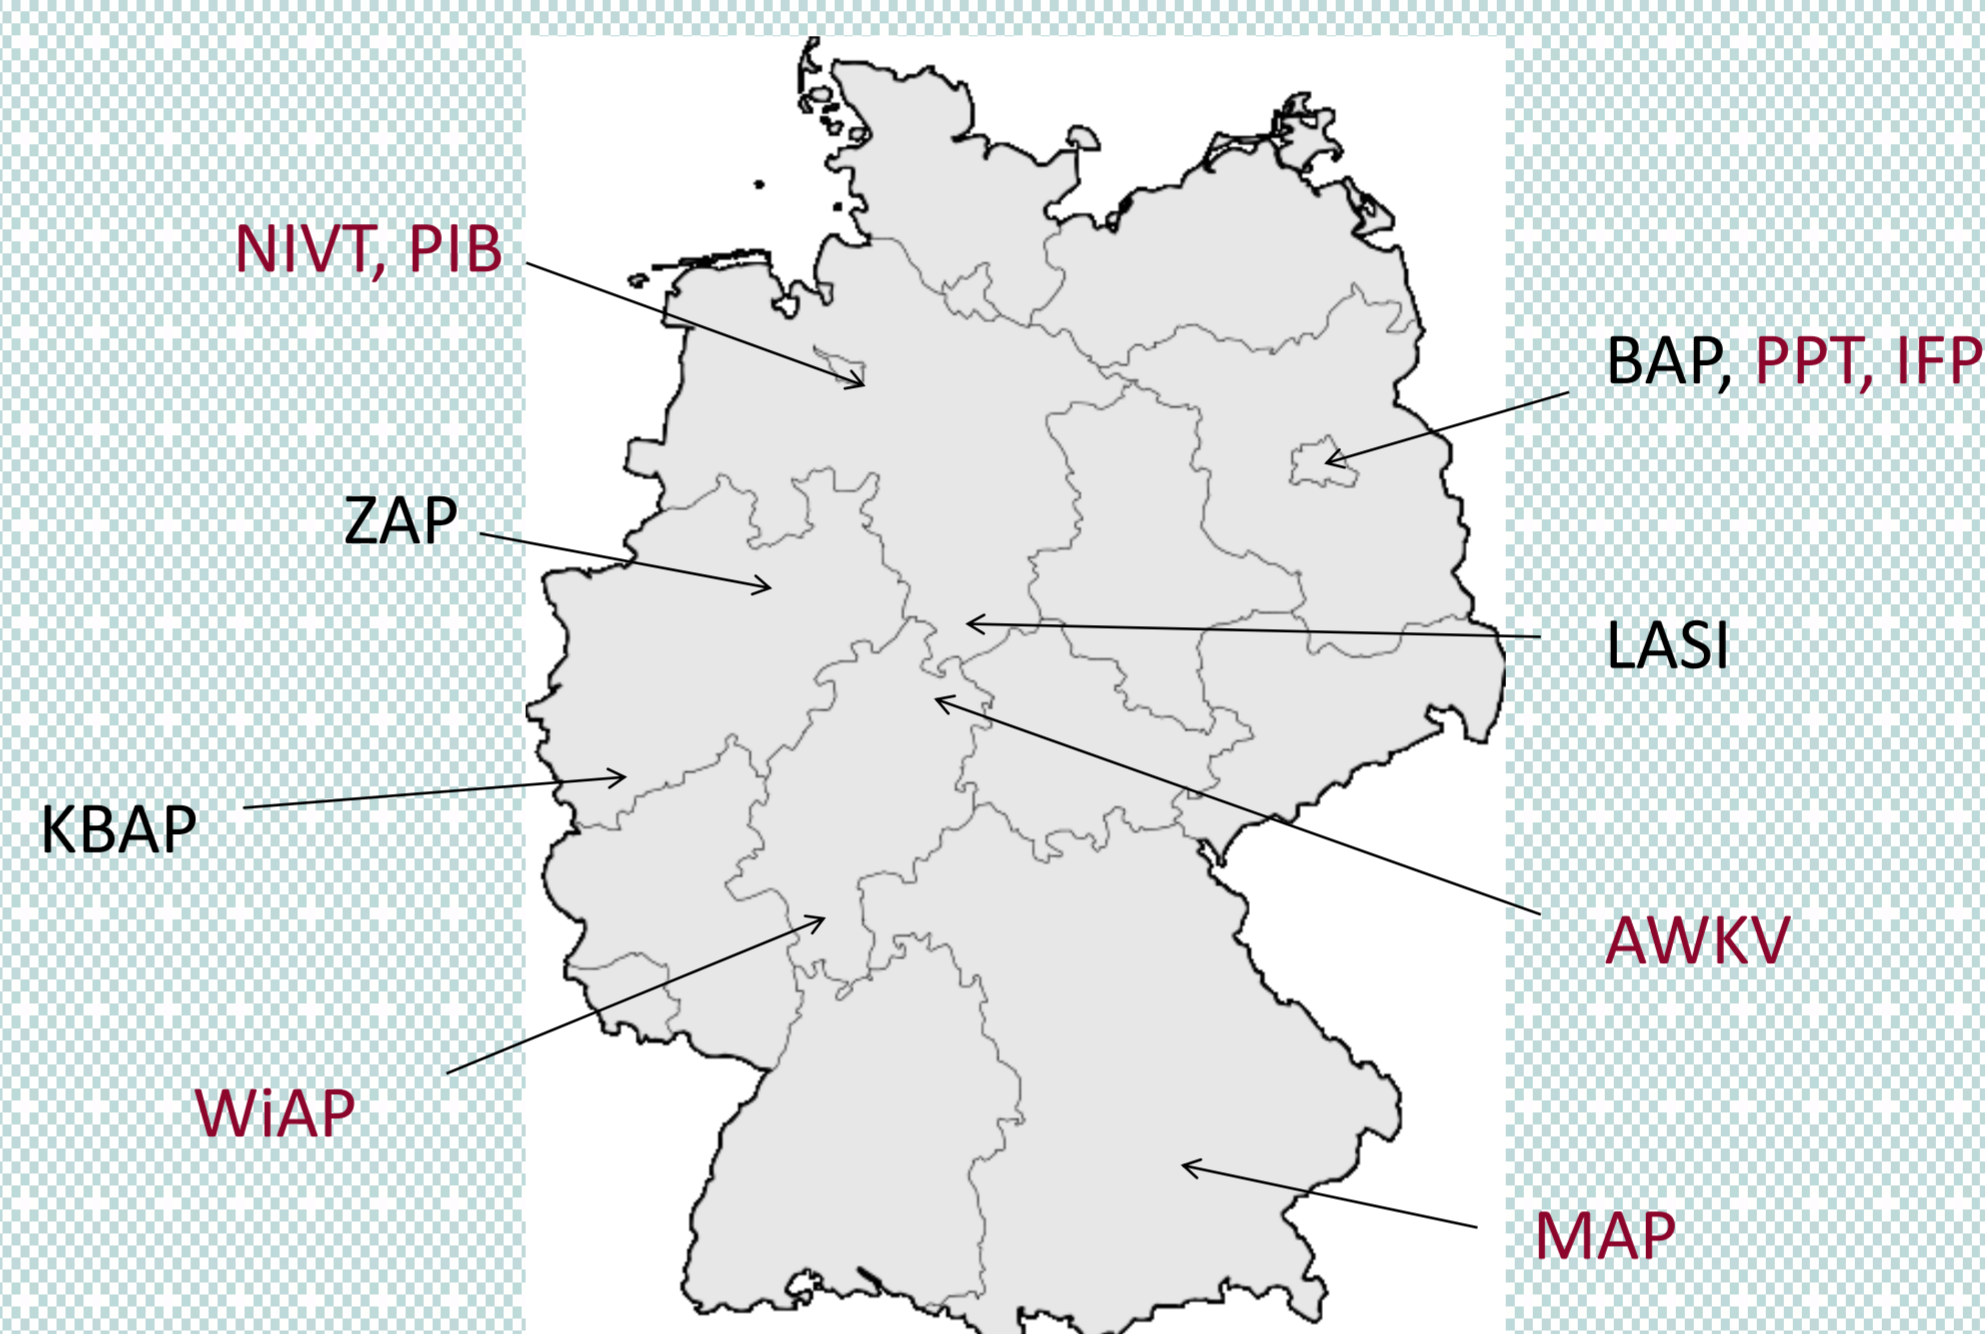 NIVT, PIB
BAP, PPT, IFP
ZAP
LASI
KBAP
AWKV
WiAP
MAP